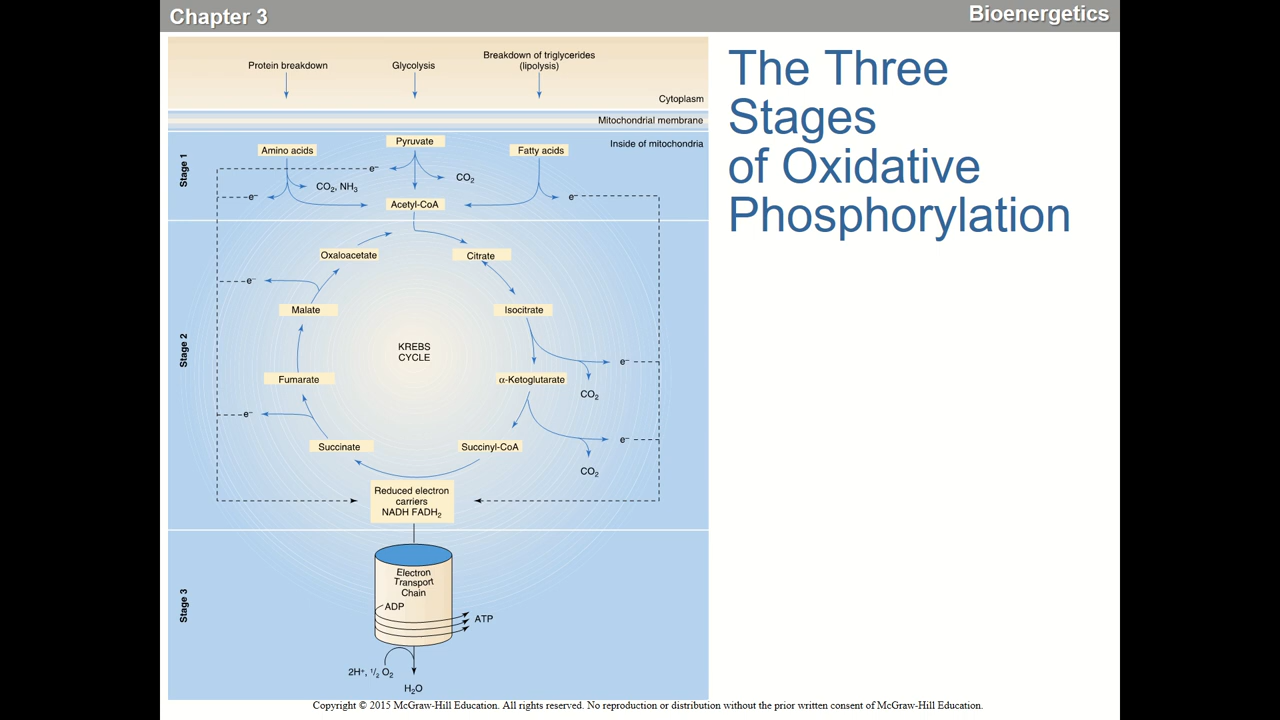 Chapter 3
Bioenergetics
The Three
Stages
of Oxidative
Phosphorylation
Protein breakdown
Glycolysis
Breakdown of triglycerides
(lipolysis)
Cytoplasm
Mitochondrial membrane
Inside of mitochondria
Stage 1
Amino acids
Pyruvate
Fatty acids
e⁻
CO₂
CO₂, NH₃
e⁻
e⁻
Acetyl-CoA
Stage 2
Oxaloacetate
Citrate
e⁻
Malate
Isocitrate
KREBS
CYCLE
e⁻
Fumarate
α-Ketoglutarate
CO₂
e⁻
e⁻
Succinate
Succinyl-CoA
CO₂
Reduced electron
carriers
NADH FADH₂
Stage 3
Electron
Transport
Chain
ADP
ATP
2H⁺, ¹/₂ O₂
H₂O
Copyright © 2015 McGraw-Hill Education. All rights reserved. No reproduction or distribution without the prior written consent of McGraw-Hill Education.